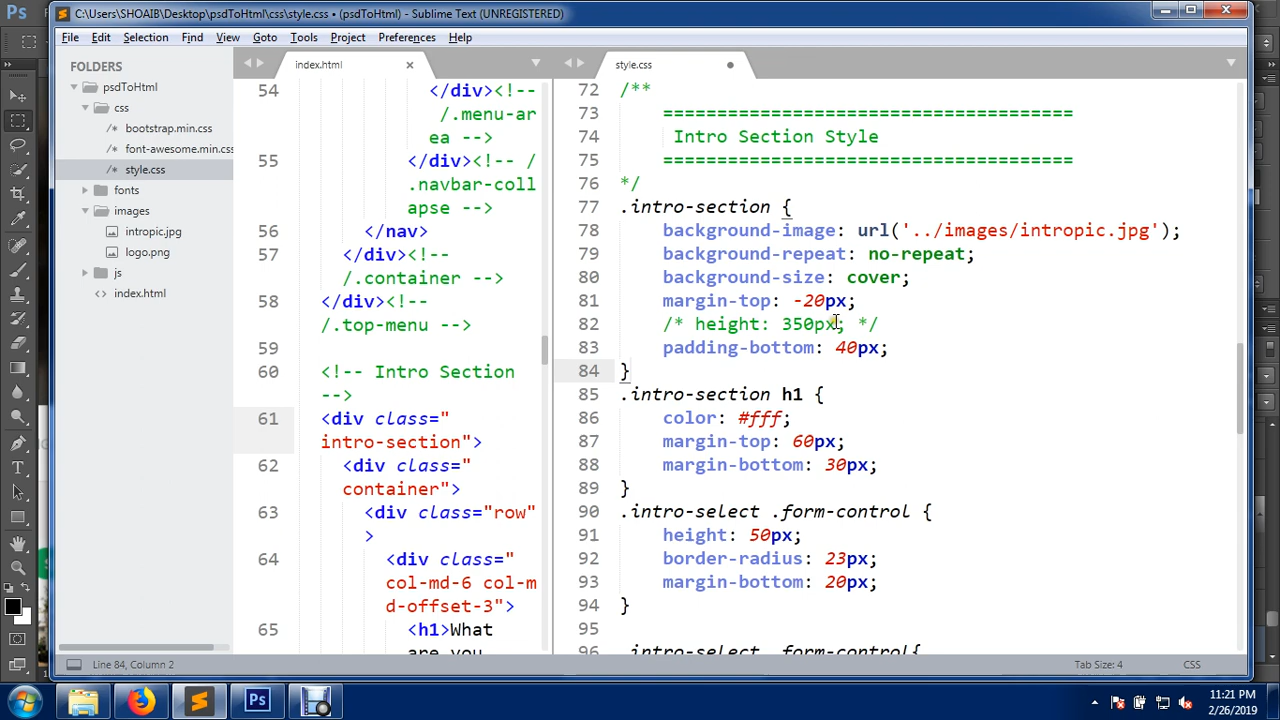 C:\Users\SHOAIB\Desktop\psdToHtml\css\style.css • (psdToHtml) - Sublime Text (UNREGISTERED)
File Edit Selection Find View Goto Tools Project Preferences Help
FOLDERS
psdToHtml
css
/* bootstrap.min.css
/* font-awesome.min.css
/* style.css
fonts
images
intropic.jpg
logo.png
js
index.html
index.html
54 </div><!--
/.menu-ar
ea -->
55 </div><!-- /
.navbar-coll
apse -->
56 </nav>
57 </div><!--
/.container -->
58 </div><!--
/.top-menu -->
59
60 <!-- Intro Section
-->
61 <div class="
intro-section">
62 <div class="
container">
63 <div class="row"
>
64 <div class="
col-md-6 col-m
d-offset-3">
65 <h1>What
are you
style.css
72 /**
73 =======================================
74 Intro Section Style
75 =======================================
76 */
77 .intro-section {
78 background-image: url('../images/intropic.jpg');
79 background-repeat: no-repeat;
80 background-size: cover;
81 margin-top: -20px;
82 /* height: 350px; */
83 padding-bottom: 40px;
84 }
85 .intro-section h1 {
86 color: #fff;
87 margin-top: 60px;
88 margin-bottom: 30px;
89 }
90 .intro-select .form-control {
91 height: 50px;
92 border-radius: 23px;
93 margin-bottom: 20px;
94 }
95
96 .intro-select .form-control{
Line 84, Column 2
Tab Size: 4
CSS
Ps
Ps
11:21 PM
2/26/2019